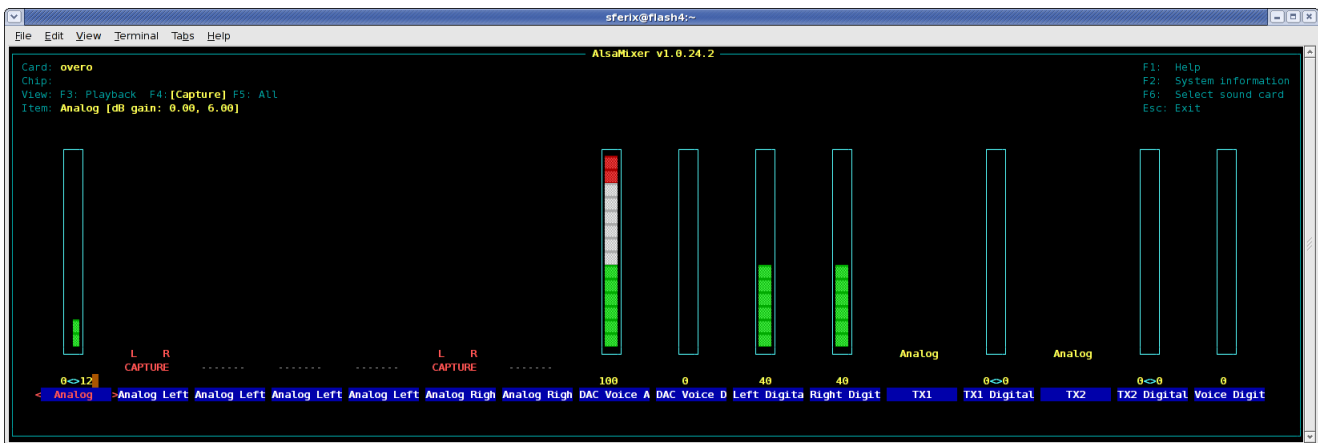 sferix@flash4:~
File Edit View Terminal Tabs Help
AlsaMixer v1.0.24.2
Card: overo F1: Help
Chip: F2: System information
View: F3: Playback F4:[Capture] F5: All F6: Select sound card
Item: Analog [dB gain: 0.00, 6.00] Esc: Exit
L R L R Analog Analog
CAPTURE ------- ------- ------- CAPTURE -------
0<>12 100 0 40 40 0<>0 0<>0 0
< Analog >Analog Left Analog Left Analog Left Analog Left Analog Righ Analog Righ DAC Voice A DAC Voice D Left Digita Right Digit TX1 TX1 Digital TX2 TX2 Digital Voice Digit